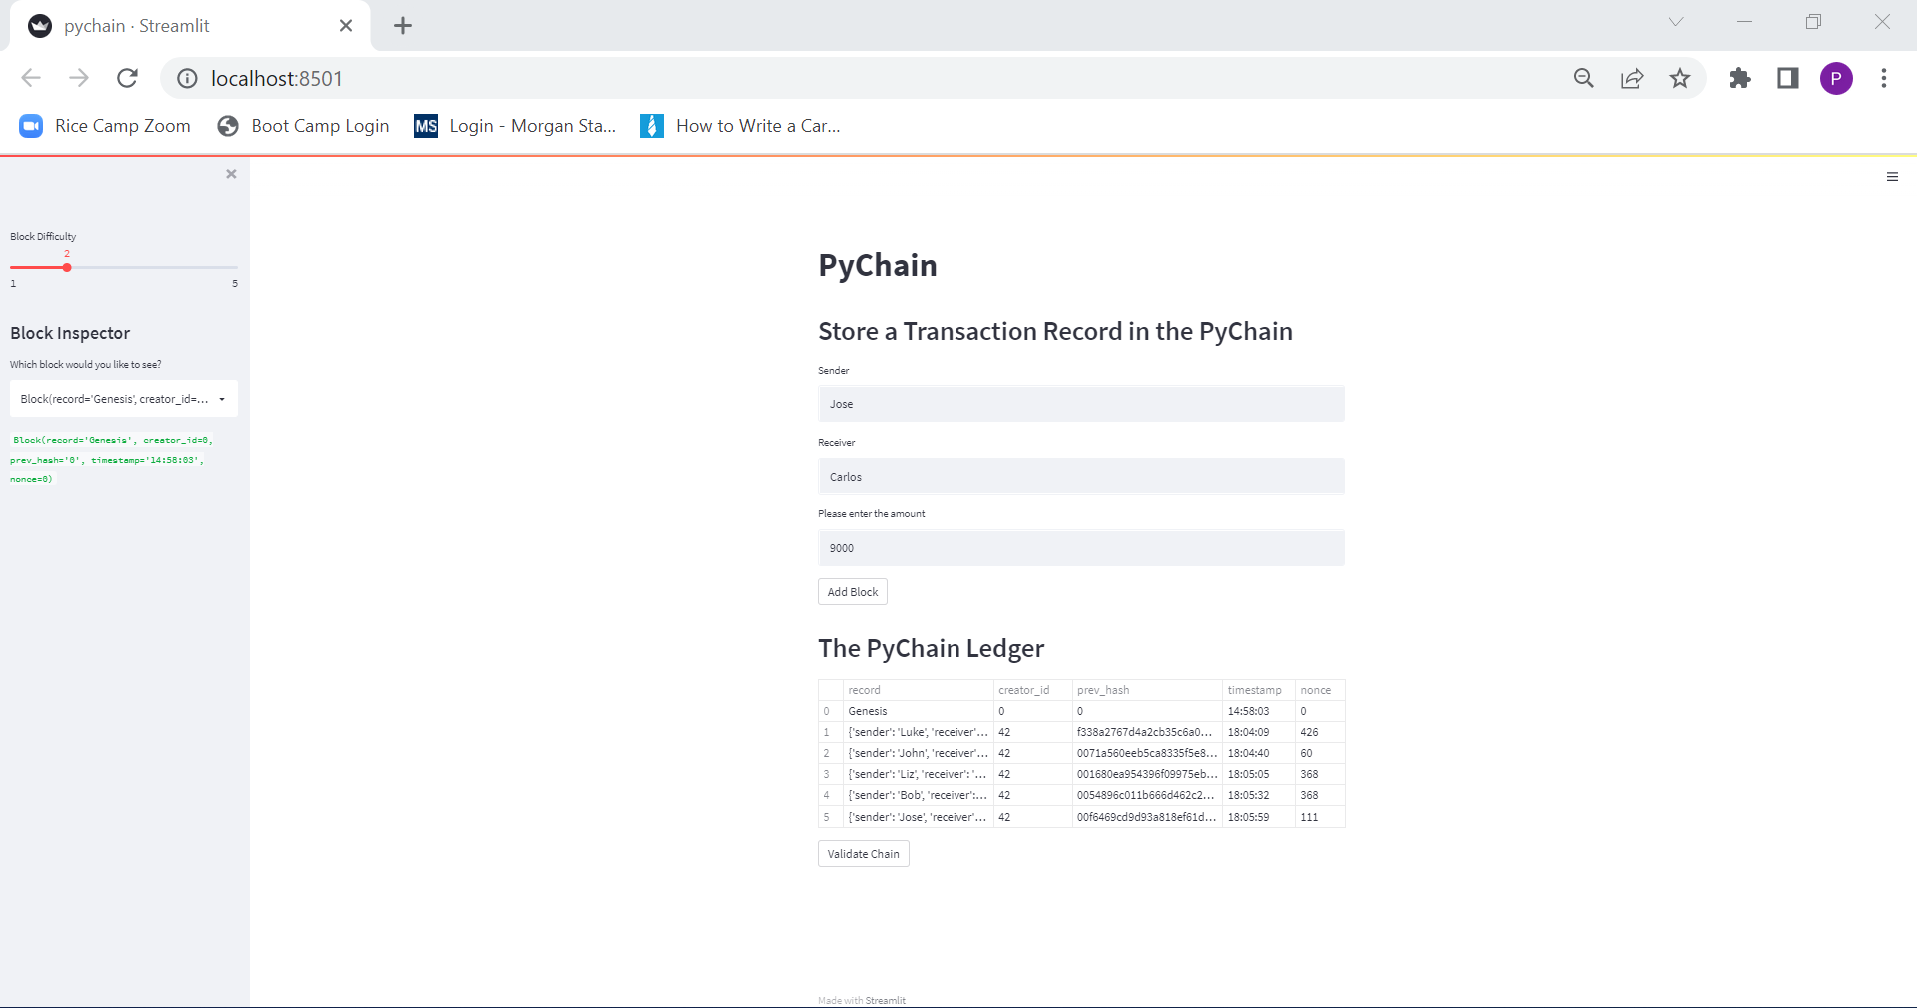 pychain · Streamlit
localhost:8501
P
Rice Camp Zoom
Boot Camp Login
MS
Login - Morgan Sta...
How to Write a Car...
Block Difficulty
2
1 5
Block Inspector
Which block would you like to see?
Block(record='Genesis', creator_id=...
Block(record='Genesis', creator_id=0,
prev_hash='0', timestamp='14:58:03',
nonce=0)
PyChain
Store a Transaction Record in the PyChain
Sender
Jose
Receiver
Carlos
Please enter the amount
9000
Add Block
The PyChain Ledger
record creator_id prev_hash timestamp nonce
0 Genesis 0 0 14:58:03 0
1 {'sender': 'Luke', 'receiver'... 42 f338a2767d4a2cb35c6a0... 18:04:09 426
2 {'sender': 'John', 'receiver'... 42 0071a560eeb5ca8335f5e8... 18:04:40 60
3 {'sender': 'Liz', 'receiver': '... 42 001680ea954396f09975eb... 18:05:05 368
4 {'sender': 'Bob', 'receiver':... 42 0054896c011b666d462c2... 18:05:32 368
5 {'sender': 'Jose', 'receiver'... 42 00f6469cd9d93a818ef61d... 18:05:59 111
Validate Chain
Made with Streamlit